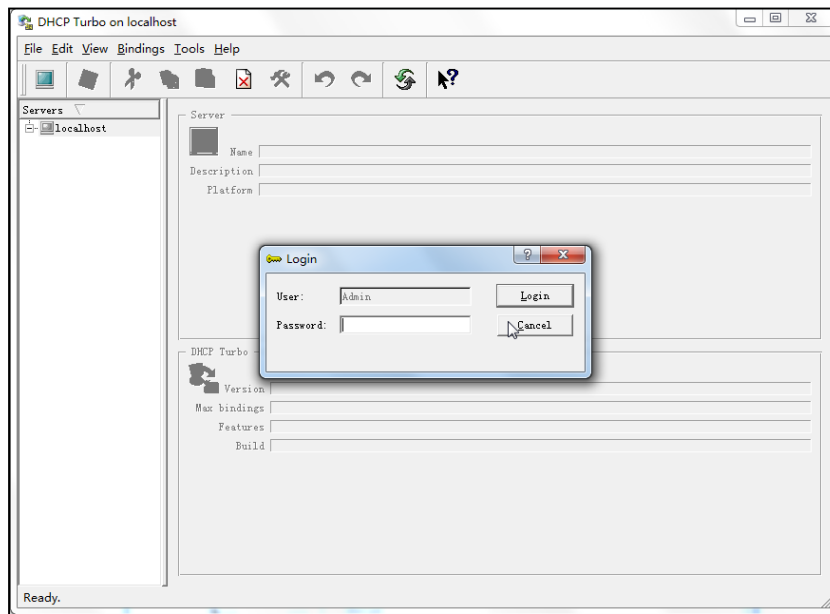 DHCP Turbo on localhost
File Edit View Bindings Tools Help
Servers
localhost
Server
Name
Description
Platform
Login
User: Admin
Login
Password:
Cancel
DHCP Turbo
Version
Max bindings
Features
Build
Ready.